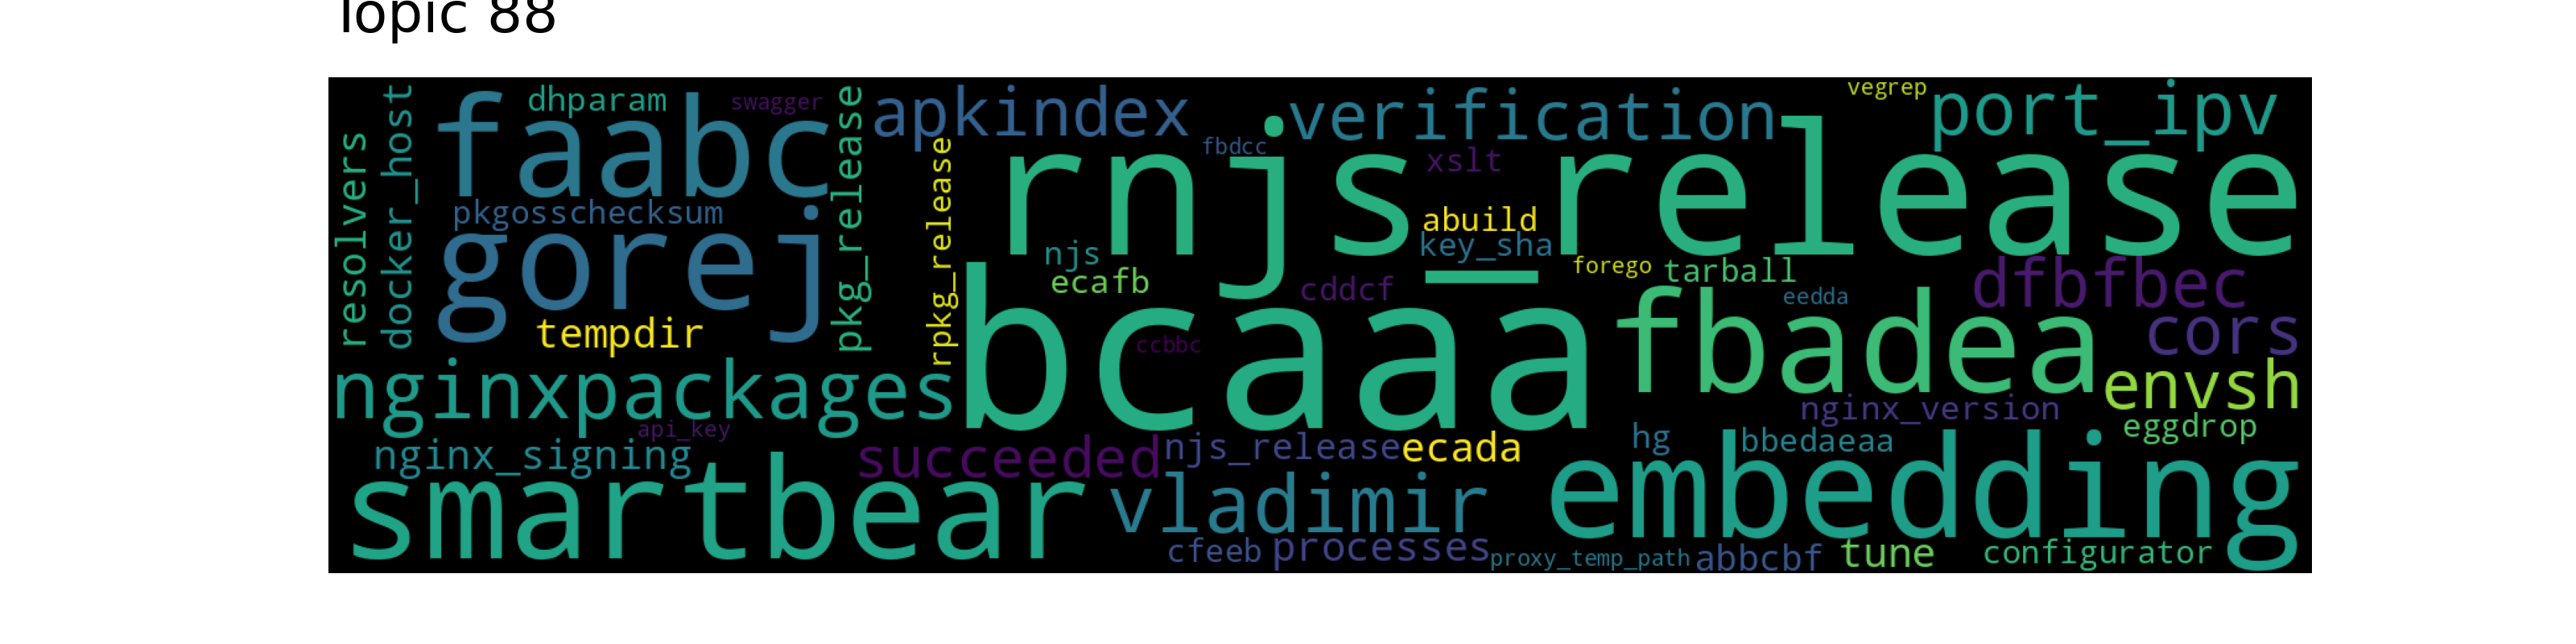 Topic 88
resolvers
docker_host
faabc
dhparam
swagger
pkg_release
apkindex
verification
vegrep
port_ipv
fbdcc
rnjs_release
xslt
rpkg_release
pkgosschecksum
gorej
abuild
key_sha
njs
ecafb
cddcf
forego
tarball
eedda
dfbfbec
tempdir
bcaaa
ccbbc
fbadea
cors
nginxpackages
envsh
nginx_version
api_key
eggdrop
nginx_signing
succeeded
njs_release
ecada
hg
bbedaeaa
smartbear
vladimir
embedding
cfeeb
processes
proxy_temp_path
abbcbf
tune
configurator